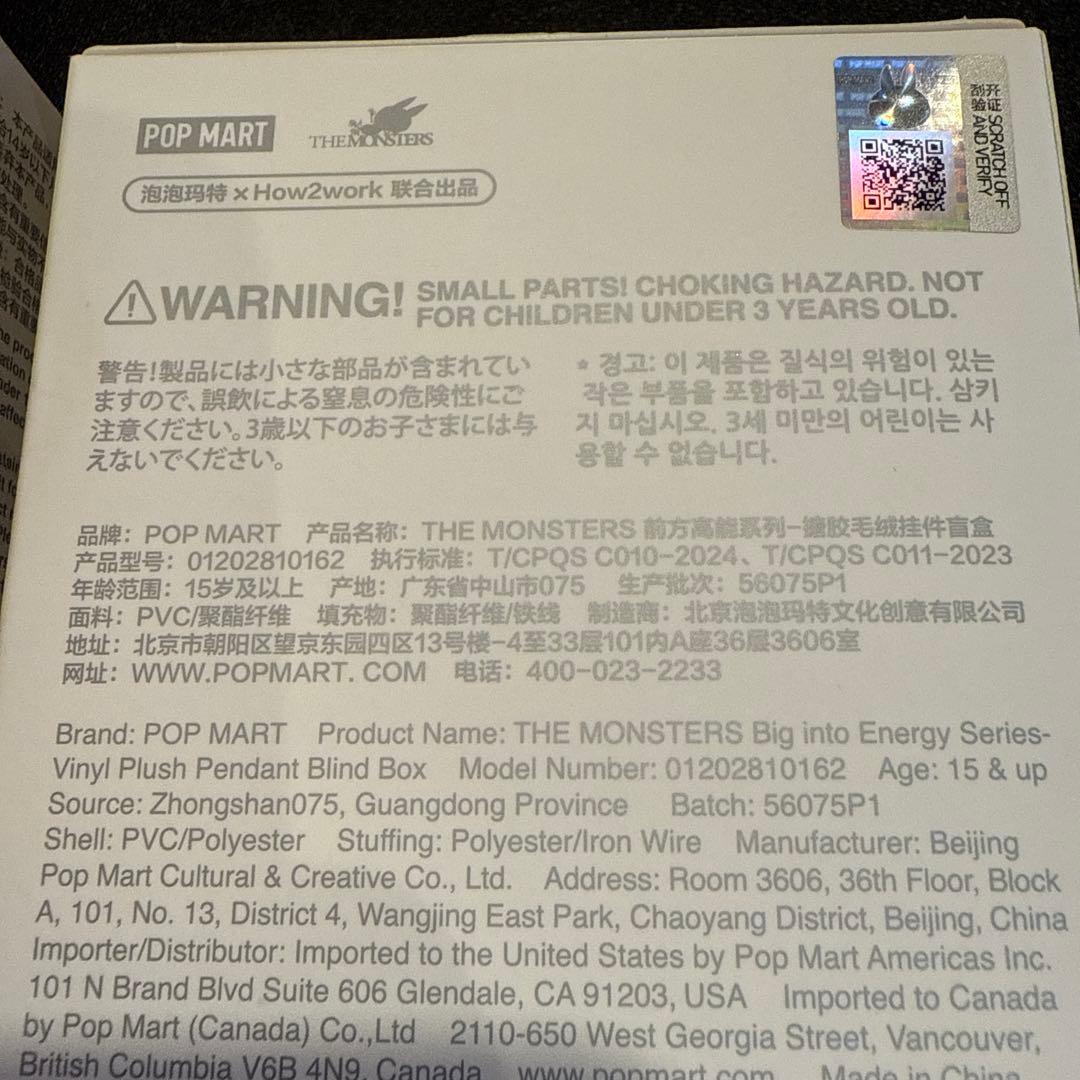 POP MART
THE MONSTERS
泡泡玛特×How2work 联合出品
开证 SCRATCH OFF
刮验 AND VERIFY
WARNING! SMALL PARTS! CHOKING HAZARD. NOT
FOR CHILDREN UNDER 3 YEARS OLD.
警告!製品には小さな部品が含まれてい
ますので、誤飲による窒息の危険性にご
注意ください。3歳以下のお子さまには与
えないでください。
* 경고: 이 제품은 질식의 위험이 있는
작은 부품을 포함하고 있습니다. 삼키
지 마십시오. 3세 미만의 어린이는 사
용할 수 없습니다.
品牌：POP MART 产品名称：THE MONSTERS 前方高能系列-搪胶毛绒挂件盲盒
产品型号：01202810162 执行标准：T/CPQS C010-2024、T/CPQS C011-2023
年龄范围：15岁及以上 产地：广东省中山市075 生产批次：56075P1
面料：PVC/聚酯纤维 填充物：聚酯纤维/铁线 制造商：北京泡泡玛特文化创意有限公司
地址：北京市朝阳区望京东园四区13号楼-4至33层101内A座36层3606室
网址：WWW.POPMART. COM 电话：400-023-2233
Brand: POP MART Product Name: THE MONSTERS Big into Energy Series-
Vinyl Plush Pendant Blind Box Model Number: 01202810162 Age: 15 & up
Source: Zhongshan075, Guangdong Province Batch: 56075P1
Shell: PVC/Polyester Stuffing: Polyester/Iron Wire Manufacturer: Beijing
Pop Mart Cultural & Creative Co., Ltd. Address: Room 3606, 36th Floor, Block
A, 101, No. 13, District 4, Wangjing East Park, Chaoyang District, Beijing, China
Importer/Distributor: Imported to the United States by Pop Mart Americas Inc.
101 N Brand Blvd Suite 606 Glendale, CA 91203, USA Imported to Canada
by Pop Mart (Canada) Co.,Ltd 2110-650 West Georgia Street, Vancouver,
British Columbia V6B 4N9, Canada www.popmart.com Made in China